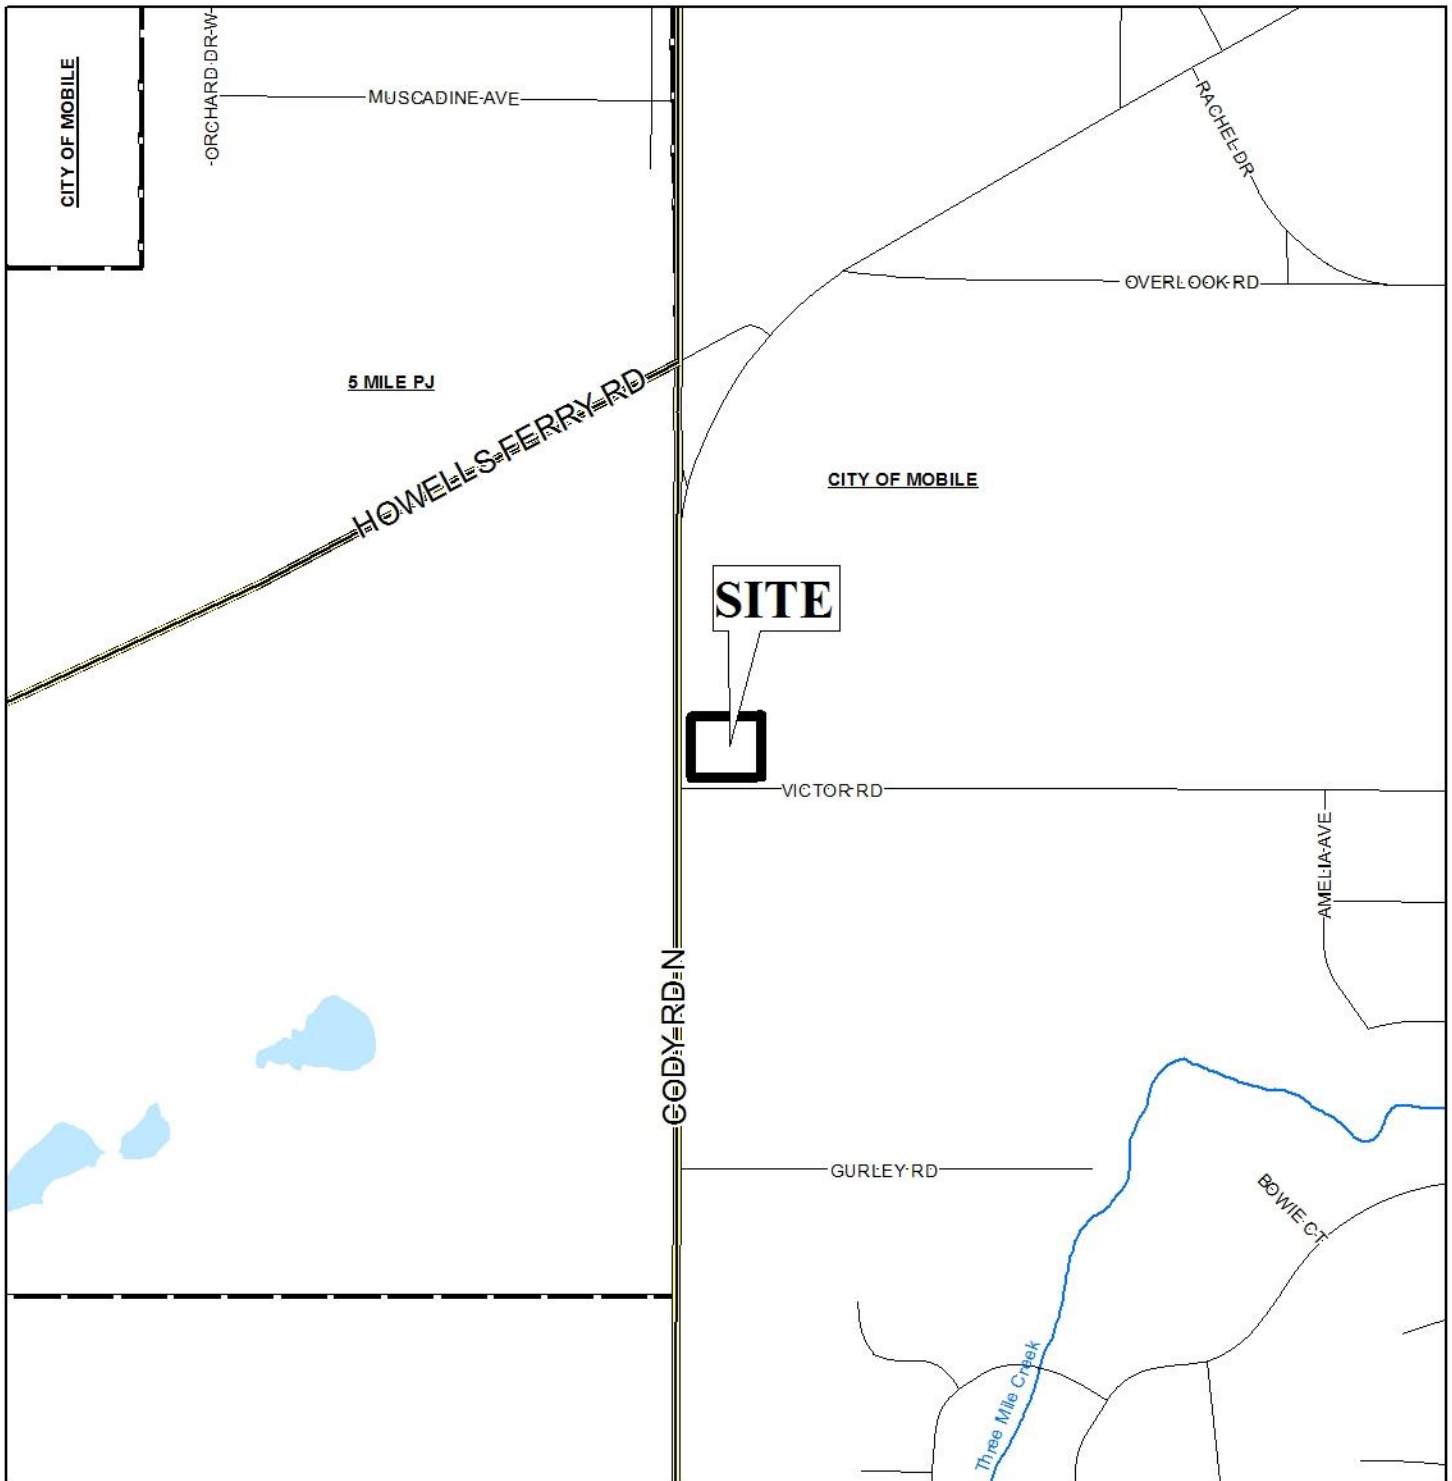 CITY OF MOBILE
ORCHARD DR W
MUSCADINE AVE
RACHEL DR
OVERLOOK RD
5 MILE PJ
HOWELLS FERRY RD
CITY OF MOBILE
SITE
VICTOR RD
AMELIA AVE
CODY RD N
GURLEY RD
BOWIE CT
Three Mile Creek